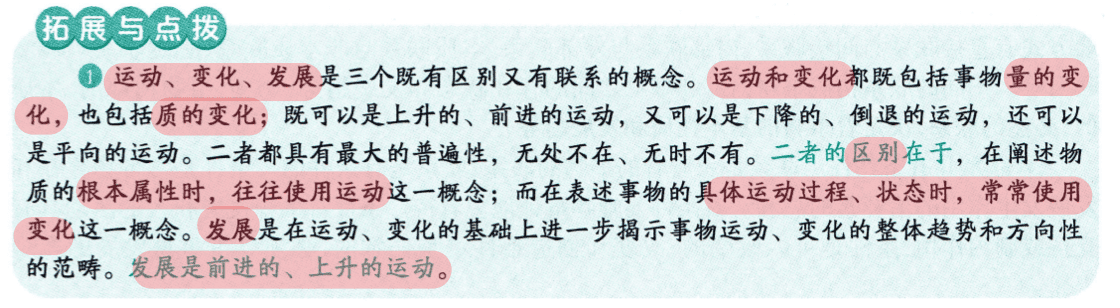 拓展与点拨
1 运动、变化、发展是三个既有区别又有联系的概念。运动和变化都既包括事物量的变
化，也包括质的变化；既可以是上升的、前进的运动，又可以是下降的、倒退的运动，还可以
是平向的运动。二者都具有最大的普遍性，无处不在、无时不有。二者的区别在于，在阐述物
质的根本属性时，往往使用运动这一概念；而在表述事物的具体运动过程、状态时，常常使用
变化这一概念。发展是在运动、变化的基础上进一步揭示事物运动、变化的整体趋势和方向性
的范畴。发展是前进的、上升的运动。